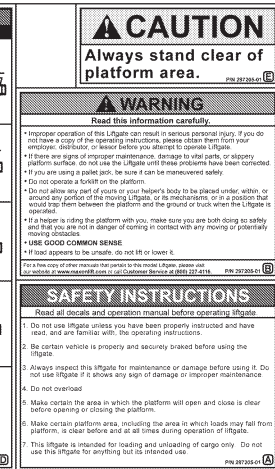 CAUTION
Always stand clear of
platform area.
P/N 297205-01 E
WARNING
Read this information carefully.
• Improper operation of this Liftgate can result in serious personal injury. If you do
not have a copy of the operating instructions, please obtain them from your
employer, distributor, or lessor before you attempt to operate Liftgate.
• If there are signs of improper maintenance, damage to vital parts, or slippery
platform surface, do not use the Liftgate until these problems have been corrected.
• If you are using a pallet jack, be sure it can be maneuvered safely.
• Do not operate a forklift on the platform.
• Do not allow any part of yours or your helper's body to be placed under, within, or
around any portion of the moving Liftgate, or its mechanisms, or in a position that
would trap them between the platform and the ground or truck when the Liftgate is
operated.
• If a helper is riding the platform with you, make sure you are both doing so safely
and that you are not in danger of coming in contact with any moving or potentially
moving obstacles.
• USE GOOD COMMON SENSE
• If load appears to be unsafe, do not lift or lower it.
For a free copy of other manuals that pertain to this model Liftgate, please visit
our website at www.maxonlift.com or call Customer Service at (800) 227-4116.
P/N 297205-01 B
SAFETY INSTRUCTIONS
Read all decals and operation manual before operating liftgate.
1. Do not use liftgate unless you have been properly instructed and have
read, and are familiar with, the operating instructions.
2. Be certain vehicle is properly and securely braked before using the
liftgate.
3. Always inspect this liftgate for maintenance or damage before using it. Do
not use liftgate if it shows any sign of damage or improper maintenance
4. Do not overload
5. Make certain the area in which the platform will open and close is clear
before opening or closing the platform.
6. Make certain platform area, including the area in which loads may fall from
platform, is clear before and at all times during operation of liftgate.
7. This liftgate is intended for loading and unloading of cargo only Do not
use this liftgate for anything but its intended use.
P/N 297205-01 A
D